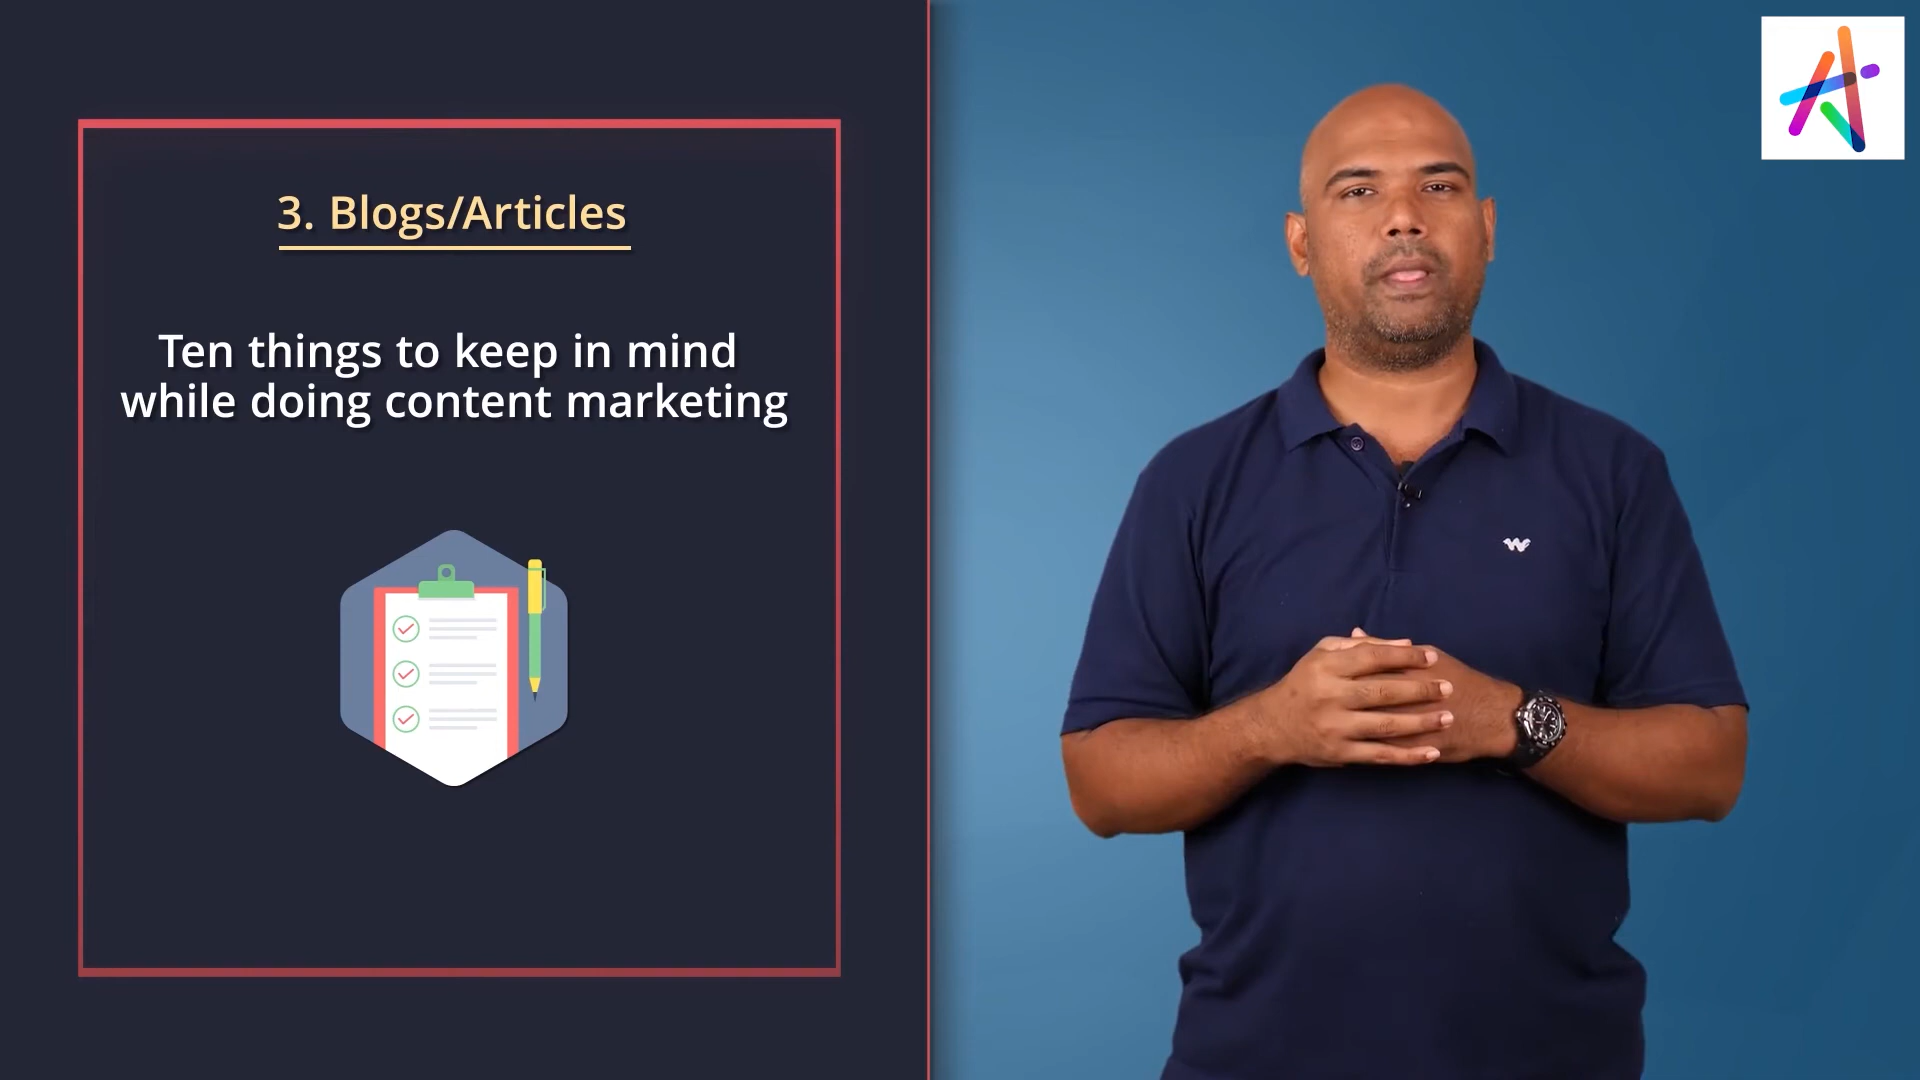 3. Blogs/Articles
Ten things to keep in mind
while doing content marketing